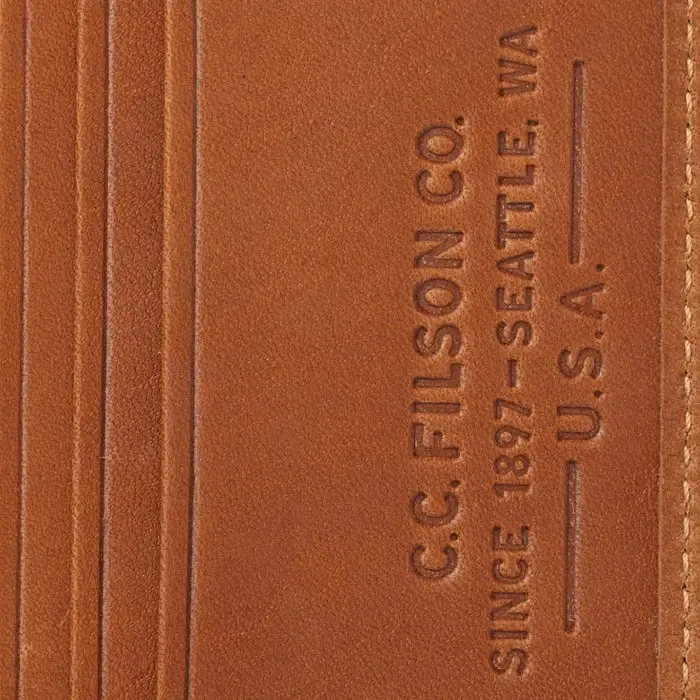 C.C. FILSON CO.
SINCE 1897–SEATTLE, WA
U.S.A.